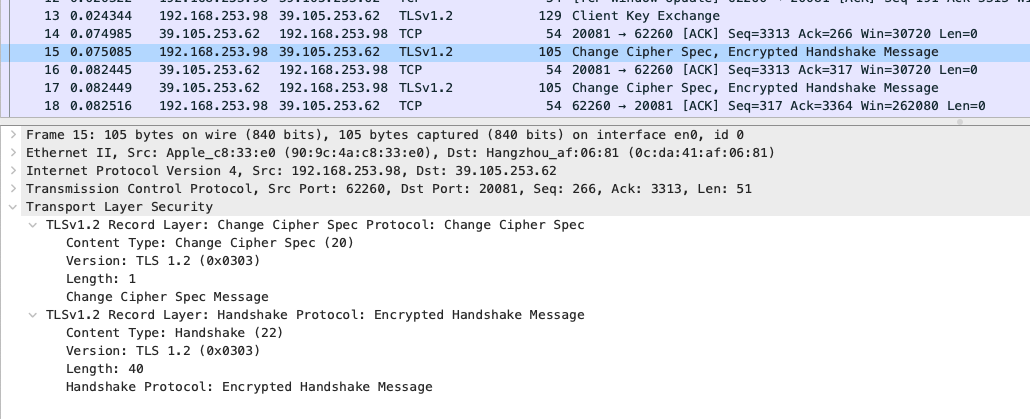 13 0.024344 192.168.253.98 39.105.253.62 TLSv1.2 129 Client Key Exchange
14 0.074985 39.105.253.62 192.168.253.98 TCP 54 20081 → 62260 [ACK] Seq=3313 Ack=266 Win=30720 Len=0
15 0.075085 192.168.253.98 39.105.253.62 TLSv1.2 105 Change Cipher Spec, Encrypted Handshake Message
16 0.082445 39.105.253.62 192.168.253.98 TCP 54 20081 → 62260 [ACK] Seq=3313 Ack=317 Win=30720 Len=0
17 0.082449 39.105.253.62 192.168.253.98 TLSv1.2 105 Change Cipher Spec, Encrypted Handshake Message
18 0.082516 192.168.253.98 39.105.253.62 TCP 54 62260 → 20081 [ACK] Seq=317 Ack=3364 Win=262080 Len=0
Frame 15: 105 bytes on wire (840 bits), 105 bytes captured (840 bits) on interface en0, id 0
Ethernet II, Src: Apple_c8:33:e0 (90:9c:4a:c8:33:e0), Dst: Hangzhou_af:06:81 (0c:da:41:af:06:81)
Internet Protocol Version 4, Src: 192.168.253.98, Dst: 39.105.253.62
Transmission Control Protocol, Src Port: 62260, Dst Port: 20081, Seq: 266, Ack: 3313, Len: 51
Transport Layer Security
TLSv1.2 Record Layer: Change Cipher Spec Protocol: Change Cipher Spec
Content Type: Change Cipher Spec (20)
Version: TLS 1.2 (0x0303)
Length: 1
Change Cipher Spec Message
TLSv1.2 Record Layer: Handshake Protocol: Encrypted Handshake Message
Content Type: Handshake (22)
Version: TLS 1.2 (0x0303)
Length: 40
Handshake Protocol: Encrypted Handshake Message